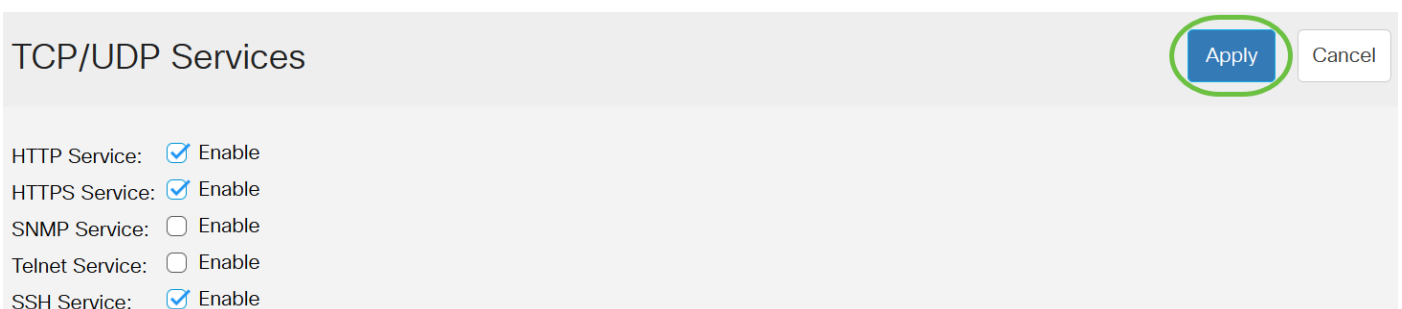 TCP/UDP Services
Apply
Cancel
HTTP Service: Enable
HTTPS Service: Enable
SNMP Service: Enable
Telnet Service: Enable
SSH Service: Enable